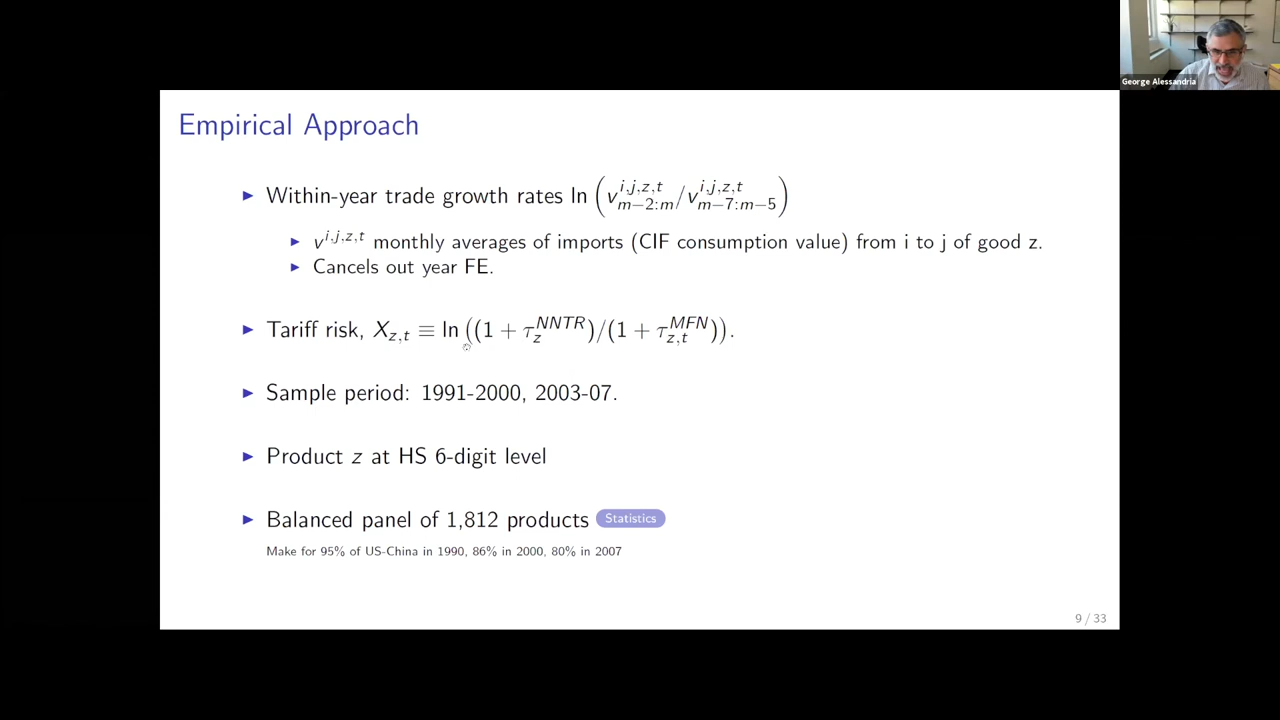 George Alessandria
Empirical Approach
▶ Within-year trade growth rates ln (v^{i,j,z,t}_{m−2:m}/v^{i,j,z,t}_{m−7:m−5})
▶ v^{i,j,z,t} monthly averages of imports (CIF consumption value) from i to j of good z.
▶ Cancels out year FE.
▶ Tariff risk, X_{z,t} ≡ ln ((1 + τ_z^{NNTR})/(1 + τ_{z,t}^{MFN})).
▶ Sample period: 1991-2000, 2003-07.
▶ Product z at HS 6-digit level
▶ Balanced panel of 1,812 products Statistics
Make for 95% of US-China in 1990, 86% in 2000, 80% in 2007
9 / 33